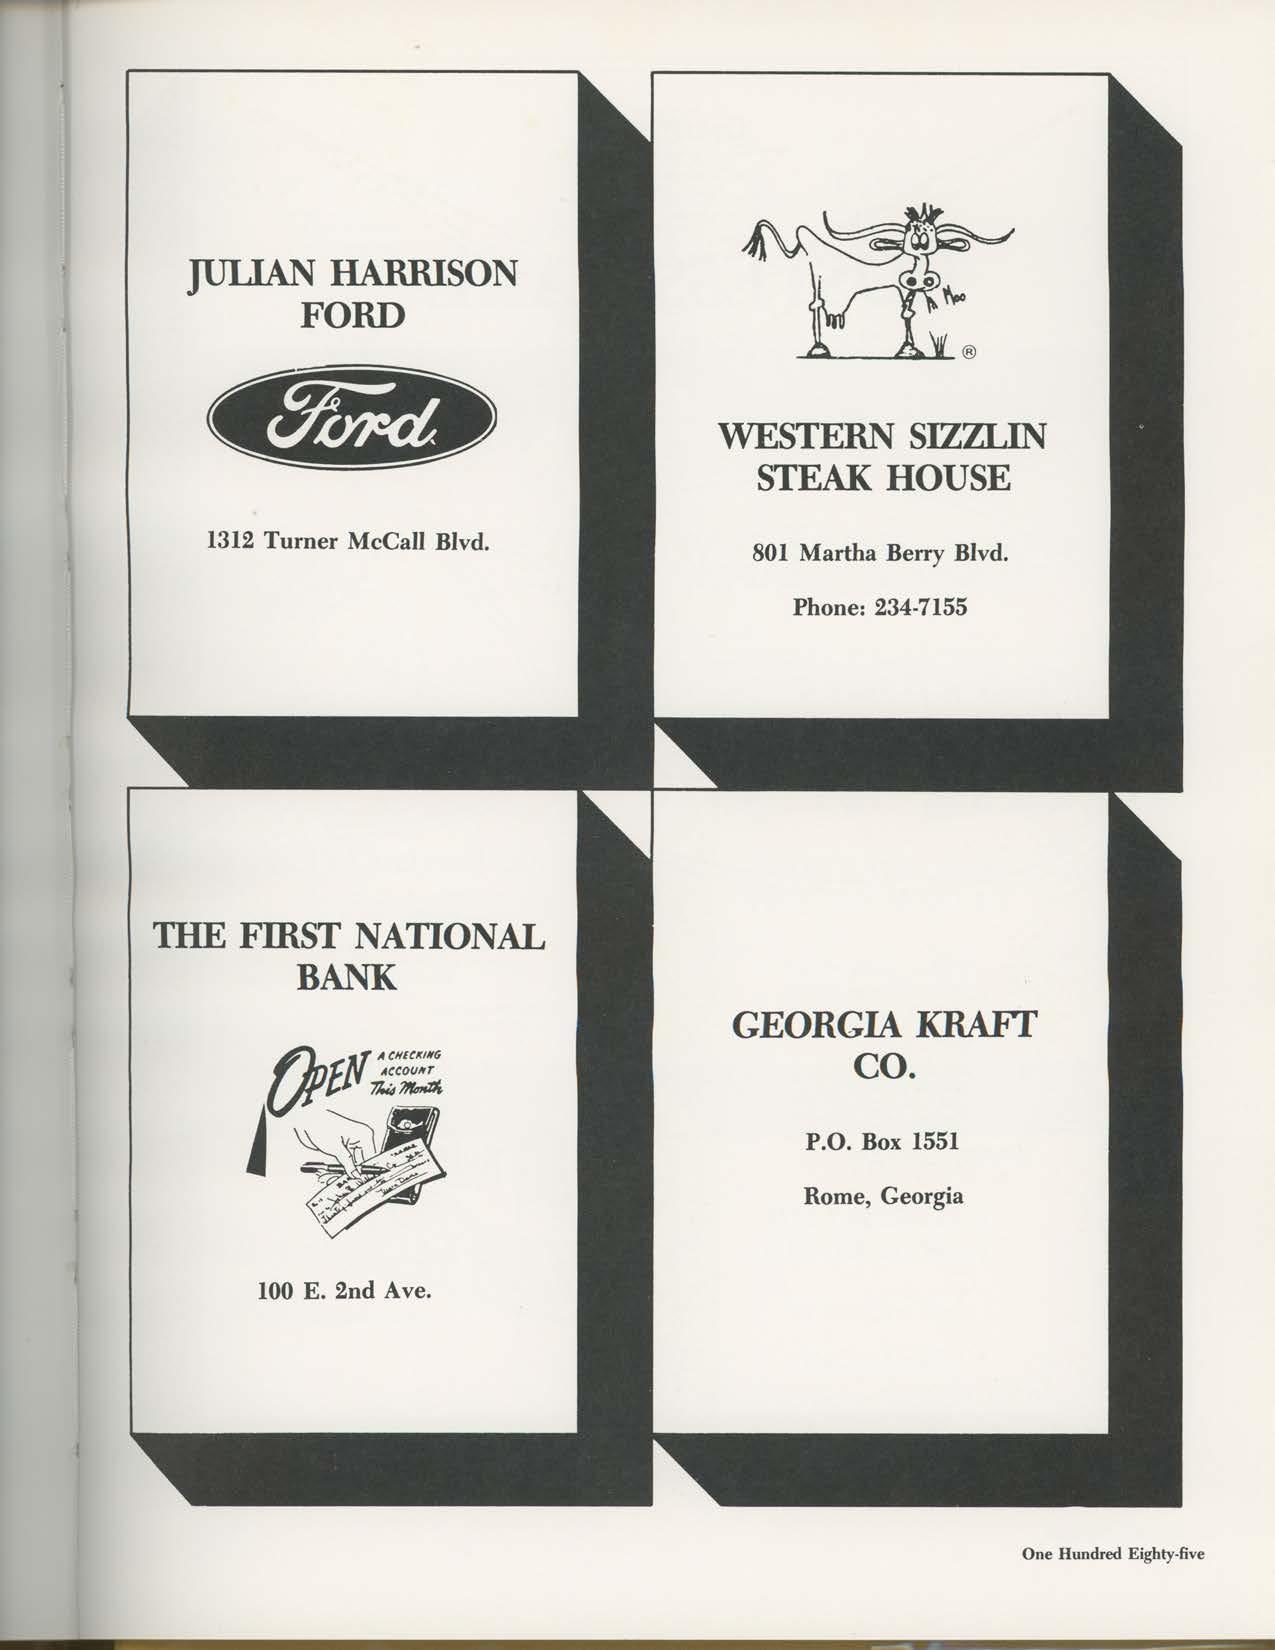 JULIAN HARRISON
FORD
Ford
1312 Turner McCall Blvd.
Moo
®
WESTERN SIZZLIN
STEAK HOUSE
801 Martha Berry Blvd.
Phone: 234-7155
THE FIRST NATIONAL
BANK
OPEN A CHECKING
ACCOUNT
This Month
100 E. 2nd Ave.
GEORGIA KRAFT
CO.
P.O. Box 1551
Rome, Georgia
One Hundred Eighty-five